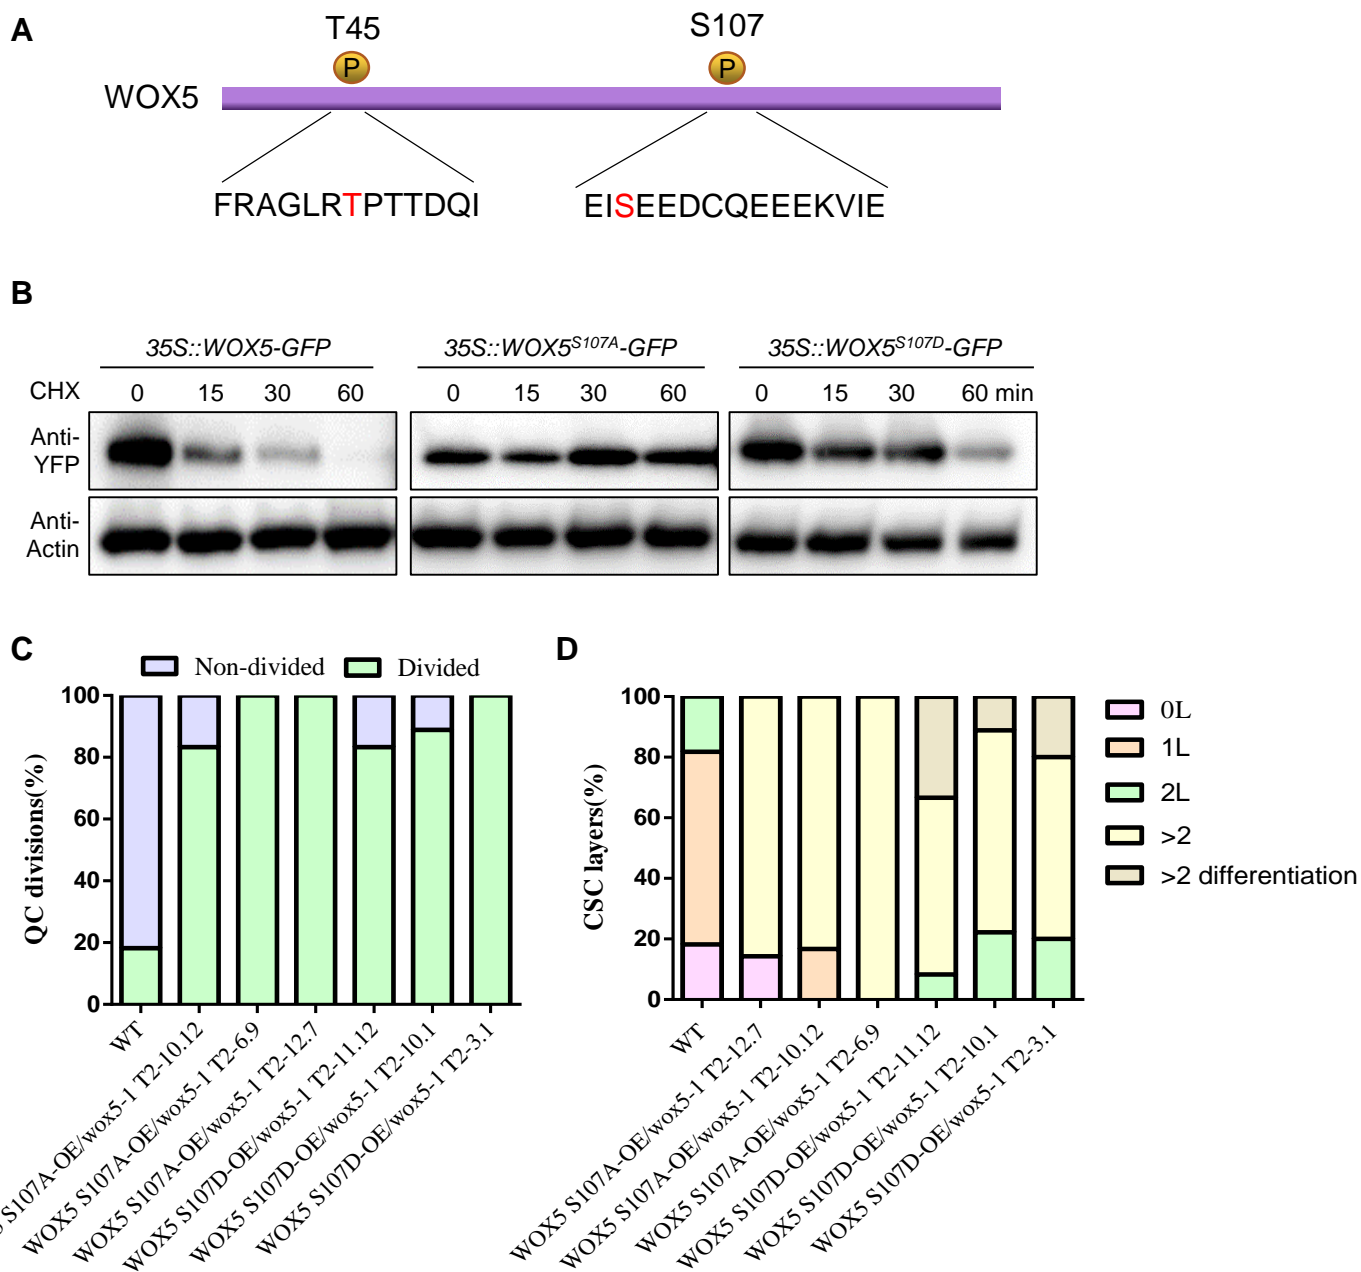 A
T45
S107
P
P
WOX5
FRAGLRTPTTDQI
EISEEDCQEEEKVIE
B
35S::WOX5-GFP
35S::WOX5S107A-GFP
35S::WOX5S107D-GFP
CHX
0 15 30 60
0 15 30 60
0 15 30 60 min
Anti-
YFP
Anti-
Actin
C
Non-divided
Divided
QC divisions(%)
100
80
60
40
20
0
WT
S107A-OE/wox5-1 T2-10.12
WOX5 S107A-OE/wox5-1 T2-6.9
WOX5 S107A-OE/wox5-1 T2-12.7
WOX5 S107D-OE/wox5-1 T2-11.12
WOX5 S107D-OE/wox5-1 T2-10.1
WOX5 S107D-OE/wox5-1 T2-3.1
D
CSC layers(%)
100
80
60
40
20
0
WT
WOX5 S107A-OE/wox5-1 T2-12.7
WOX5 S107A-OE/wox5-1 T2-10.12
WOX5 S107A-OE/wox5-1 T2-6.9
WOX5 S107D-OE/wox5-1 T2-11.12
WOX5 S107D-OE/wox5-1 T2-10.1
WOX5 S107D-OE/wox5-1 T2-3.1
0L
1L
2L
>2
>2 differentiation